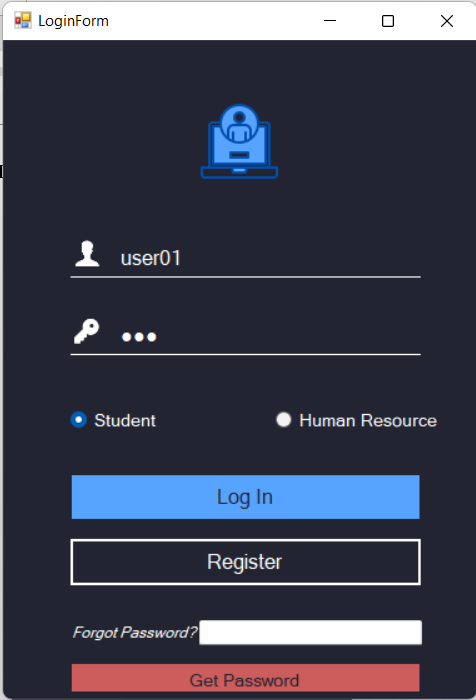 LoginForm
user01
●●●
Student
Human Resource
Log In
Register
Forgot Password?
Get Password